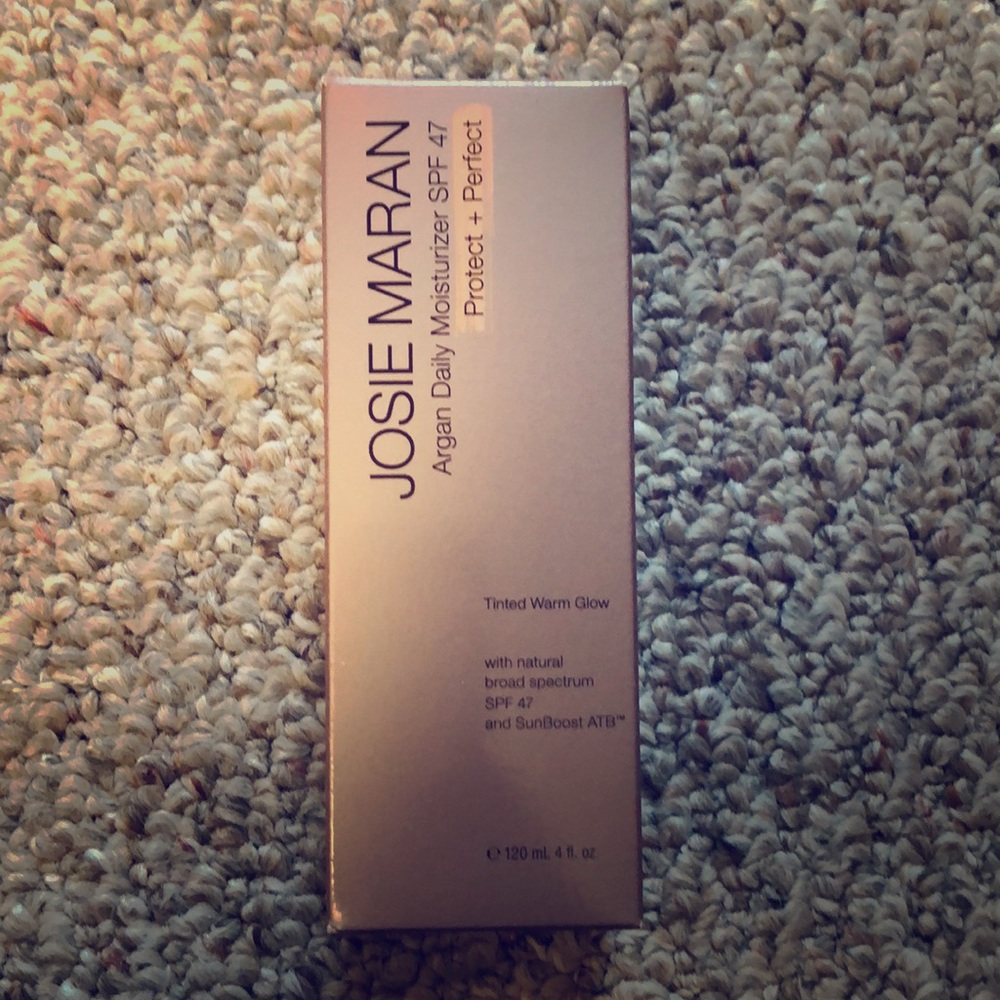 JOSIE MARAN
Argan Daily Moisturizer SPF 47
Protect + Perfect
Tinted Warm Glow
with natural
broad spectrum
SPF 47
and SunBoost ATB™
℮ 120 ml. 4 fl. oz